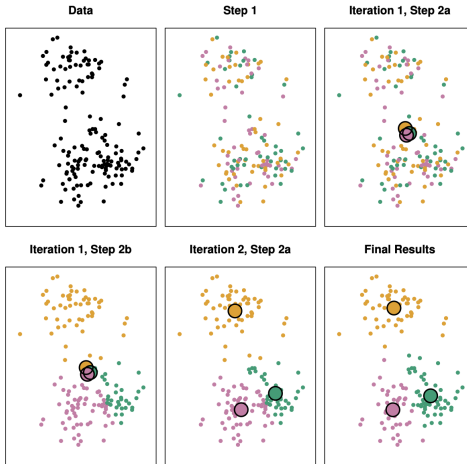 Data
Step 1
Iteration 1, Step 2a
Iteration 1, Step 2b
Iteration 2, Step 2a
Final Results